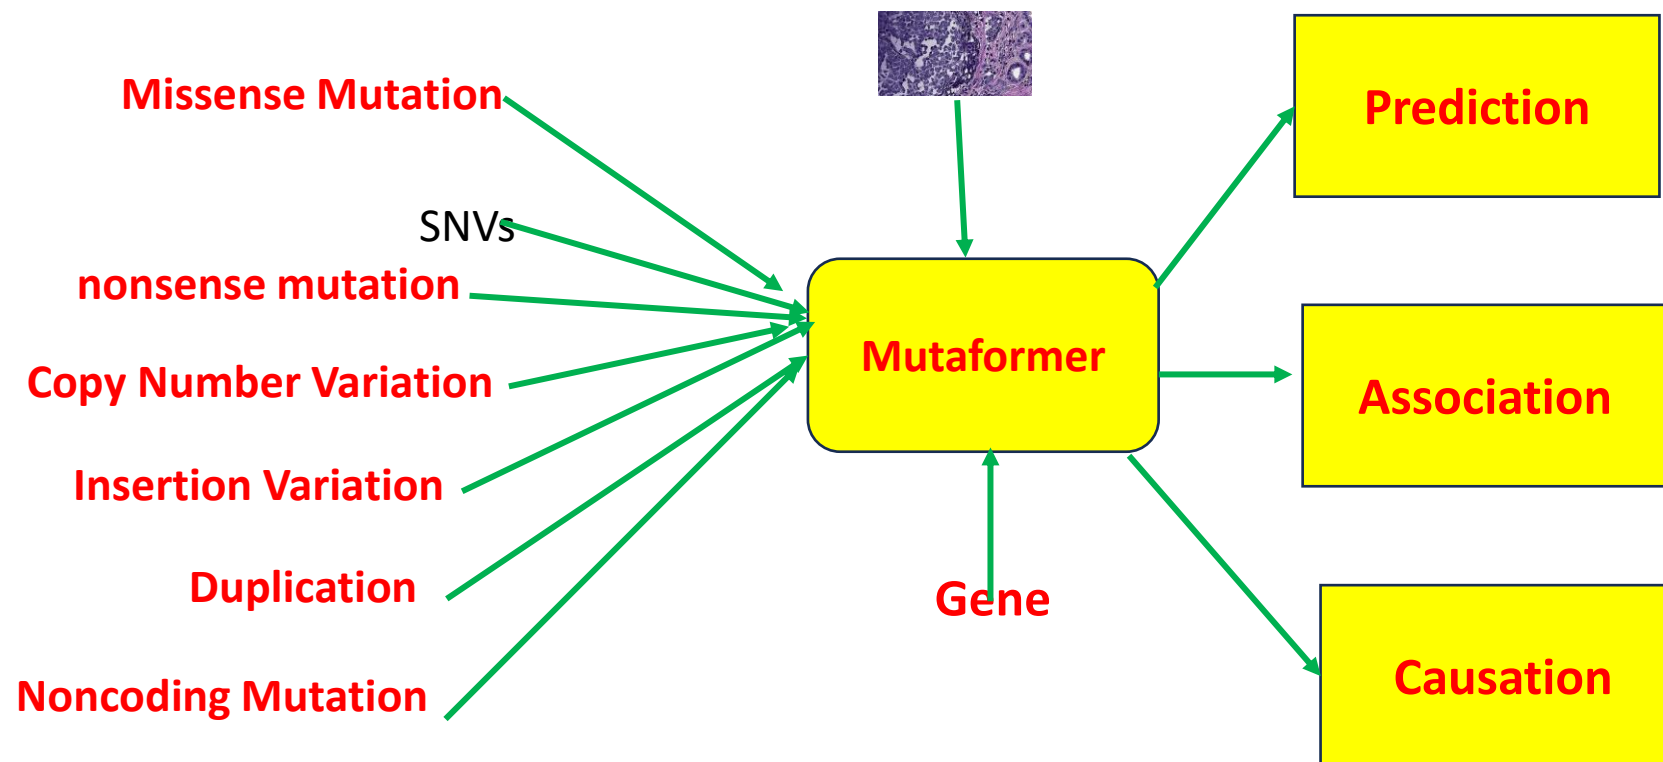 Missense Mutation
SNVs
nonsense mutation
Copy Number Variation
Insertion Variation
Duplication
Noncoding Mutation
Mutaformer
Gene
Prediction
Association
Causation